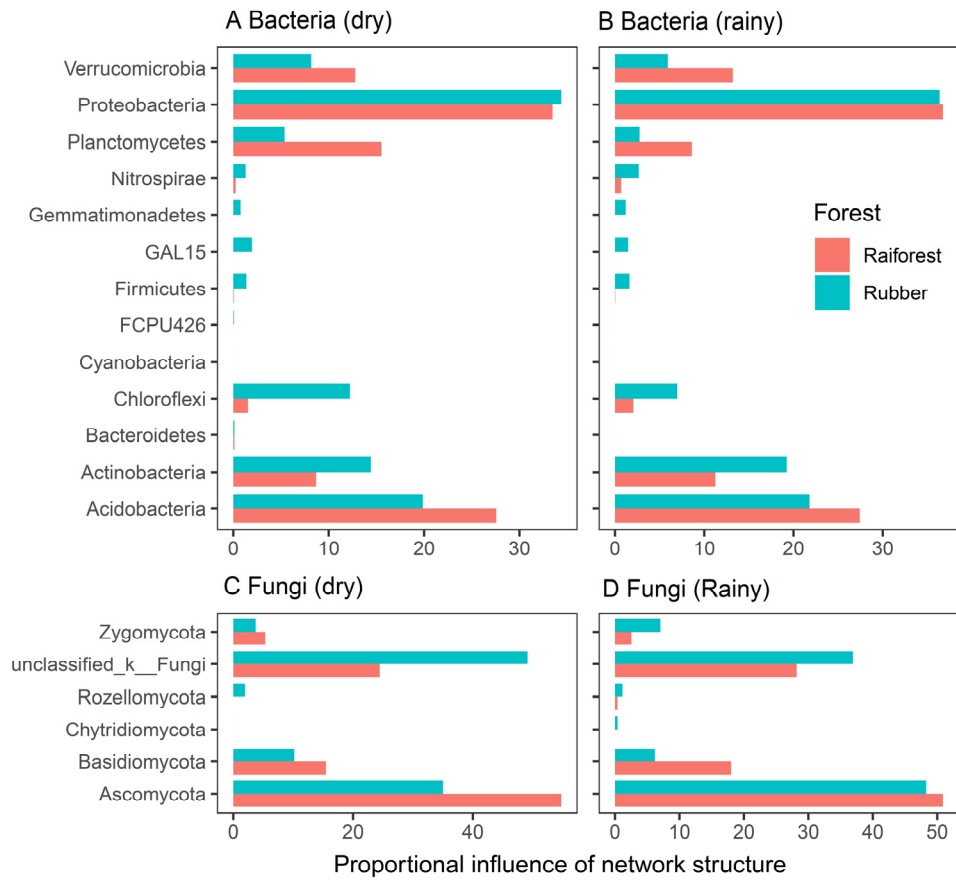 A Bacteria (dry)
B Bacteria (rainy)
Verrucomicrobia
Proteobacteria
Planctomycetes
Nitrospirae
Gemmatimonadetes
GAL15
Firmicutes
FCPU426
Cyanobacteria
Chloroflexi
Bacteroidetes
Actinobacteria
Acidobacteria
0 10 20 30
0 10 20 30
Forest
Raiforest
Rubber
C Fungi (dry)
D Fungi (Rainy)
Zygomycota
unclassified_k__Fungi
Rozellomycota
Chytridiomycota
Basidiomycota
Ascomycota
0 20 40
0 10 20 30 40 50
Proportional influence of network structure